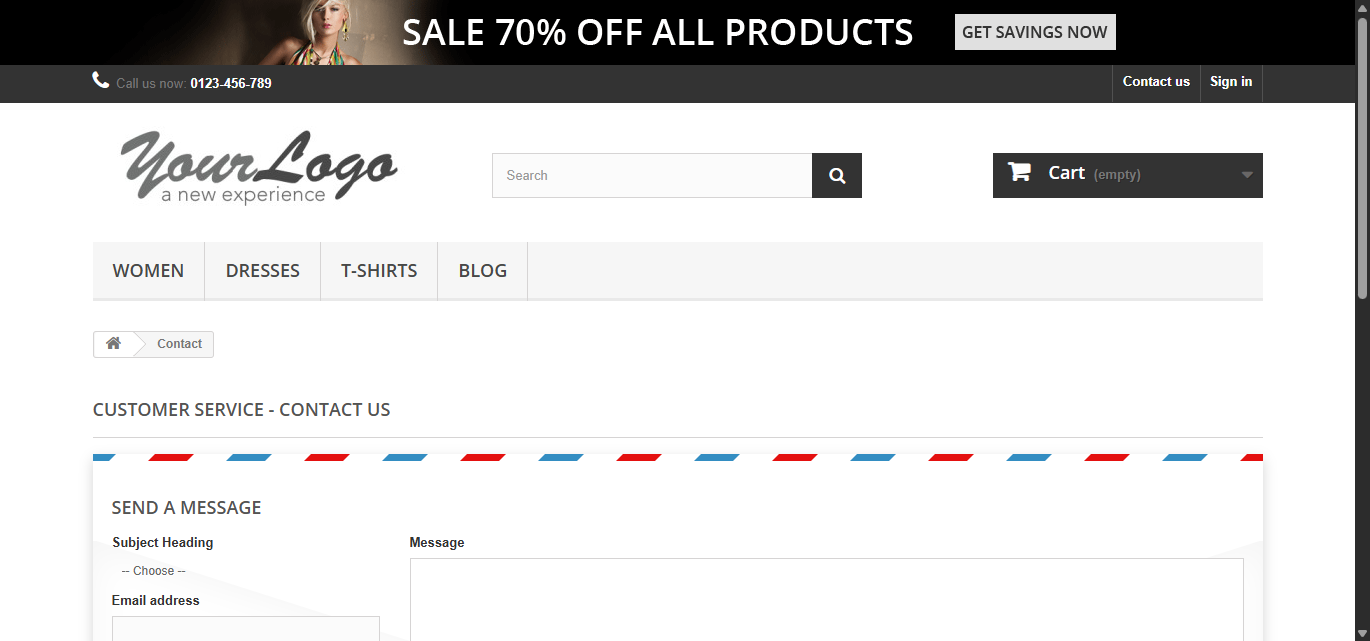 SALE 70% OFF ALL PRODUCTS
GET SAVINGS NOW
Call us now: 0123-456-789
Contact us
Sign in
YourLogo
a new experience
Search
Cart (empty)
WOMEN
DRESSES
T-SHIRTS
BLOG
Contact
CUSTOMER SERVICE - CONTACT US
SEND A MESSAGE
Subject Heading
Message
-- Choose --
Email address